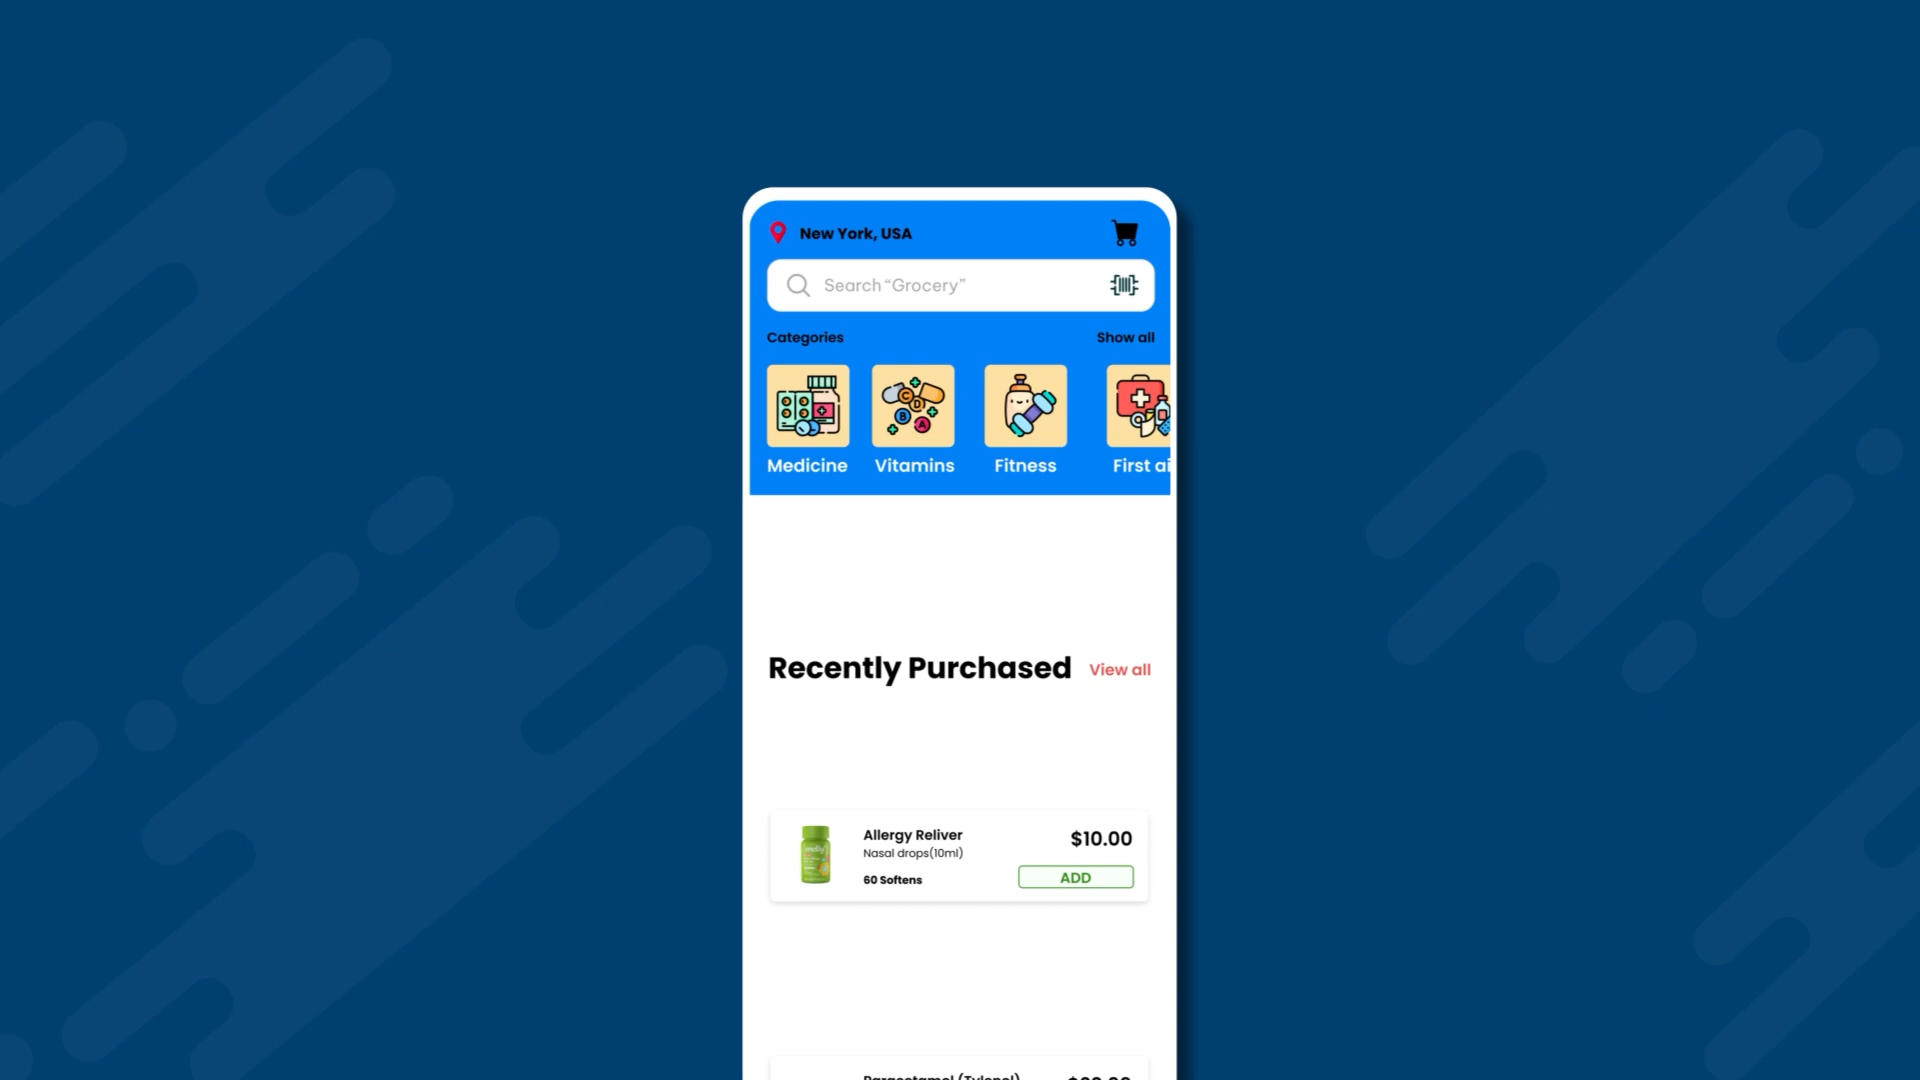 New York, USA
Search “Grocery”
Categories Show all
Medicine Vitamins Fitness First ai
Recently Purchased View all
Allergy Reliver $10.00
Nasal drops(10ml)
60 Softens ADD
Paracetamol (Tylenol)